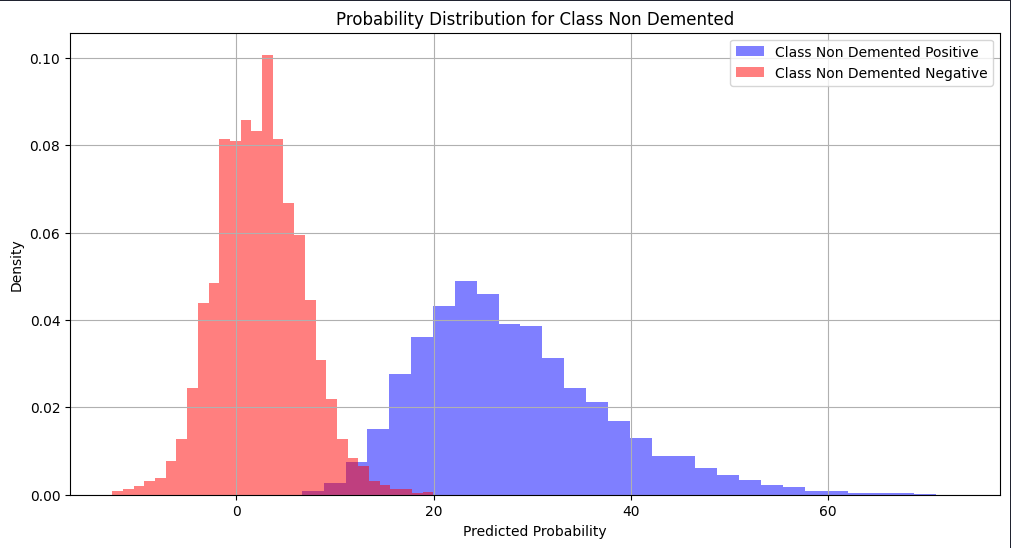 Probability Distribution for Class Non Demented
Class Non Demented Positive
Class Non Demented Negative
0.10
0.08
0.06
0.04
0.02
0.00
Density
0 20 40 60
Predicted Probability